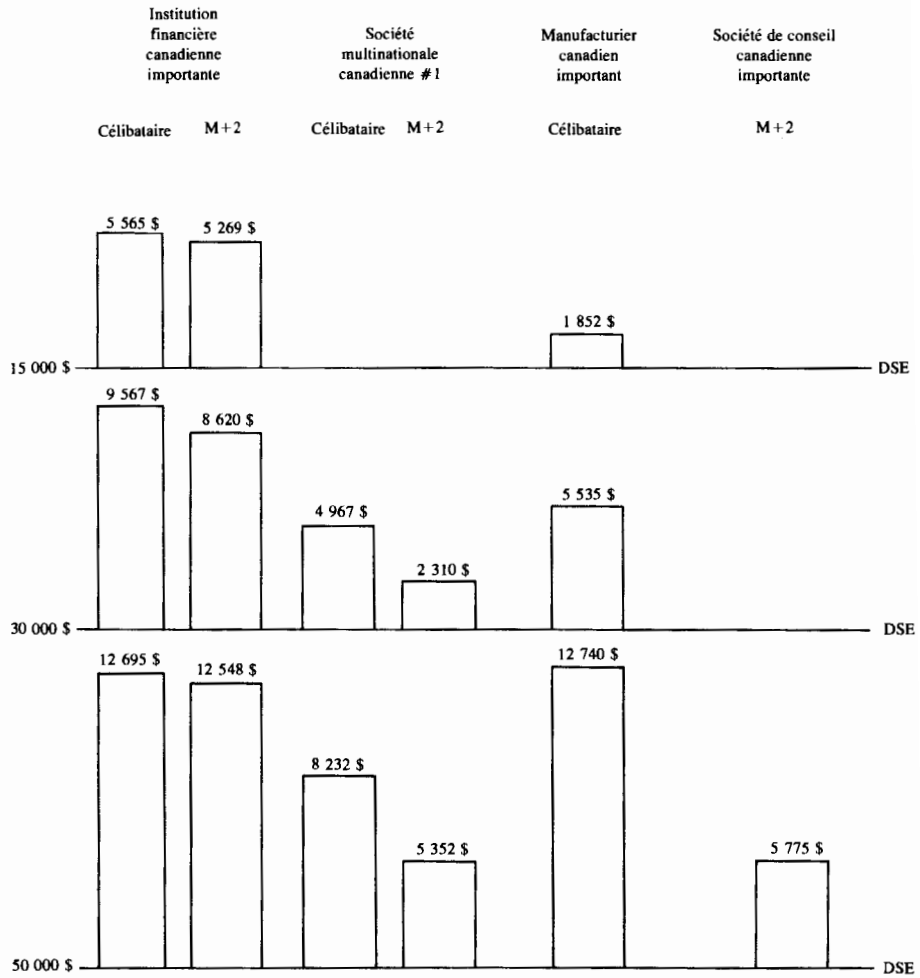 Institution
financière
canadienne
importante
Société
multinationale
canadienne #1
Manufacturier
canadien
important
Société de conseil
canadienne
importante
Célibataire M+2 Célibataire M+2 Célibataire M+2
5 565 $ 5 269 $
1 852 $
15 000 $ DSE
9 567 $
8 620 $
4 967 $
2 310 $
5 535 $
30 000 $ DSE
12 695 $
12 548 $
8 232 $
5 352 $
12 740 $
5 775 $
50 000 $ DSE